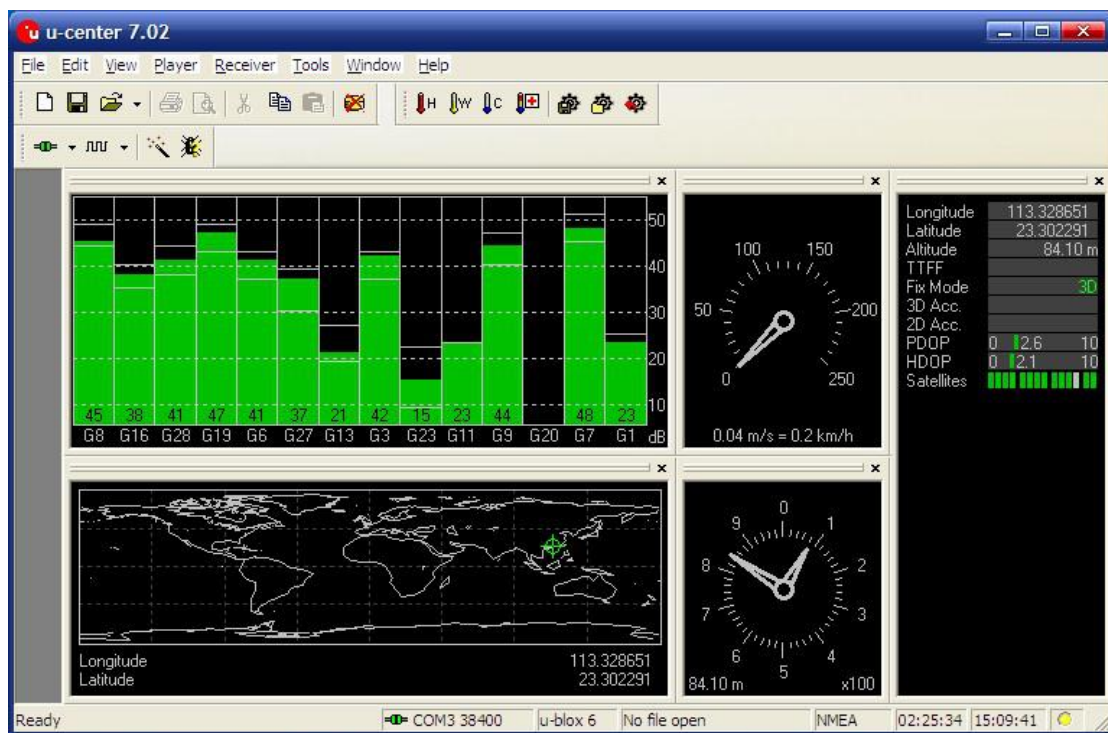 u-center 7.02
File Edit View Player Receiver Tools Window Help
H W C
50
40
30
20
10
45 38 41 47 41 37 21 42 15 23 44 48 23
G8 G16 G28 G19 G6 G27 G13 G3 G23 G11 G9 G20 G7 G1 dB
100 150
50 200
0 250
0.04 m/s = 0.2 km/h
Longitude 113.328651
Latitude 23.302291
Altitude 84.10 m
TTFF
Fix Mode 3D
3D Acc.
2D Acc.
PDOP 0 2.6 10
HDOP 0 2.1 10
Satellites
Longitude 113.328651
Latitude 23.302291
0
9 1
8 2
7 3
6 4
5
84.10 m x100
Ready COM3 38400 u-blox 6 No file open NMEA 02:25:34 15:09:41